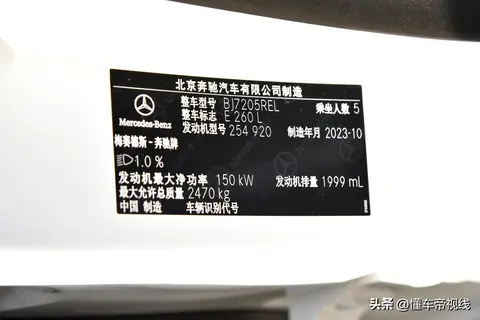 北京奔驰汽车有限公司制造
整车型号 BJ7205REL 乘坐人数 5
整车标志 E 260 L
发动机型号 254 920 制造年月 2023-10
Mercedes-Benz
梅赛德斯-奔驰牌
1.0 %
发动机最大净功率 150 kW 发动机排量 1999 mL
最大允许总质量 2470 kg
中国 制造 车辆识别代号
头条 @懂车帝视线